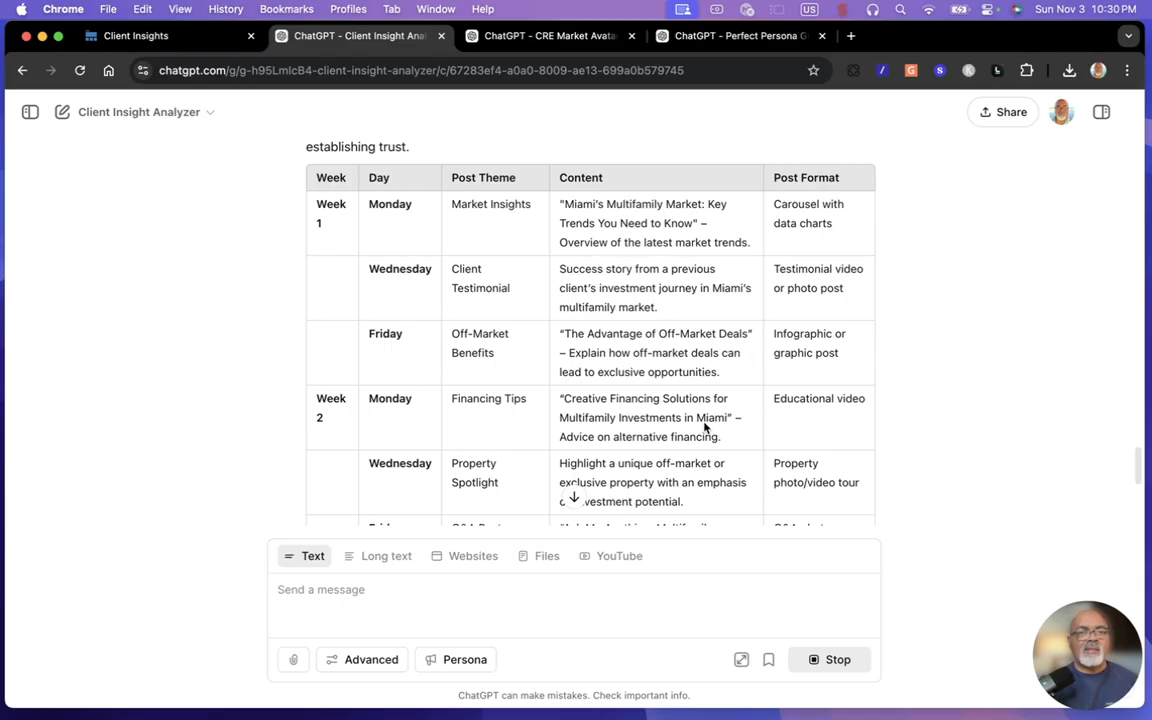 Chrome File Edit View History Bookmarks Profiles Tab Window Help US Sun Nov 3 10:30 PM
Client Insights ChatGPT - Client Insight Anal ChatGPT - CRE Market Avata ChatGPT - Perfect Persona G
chatgpt.com/g/g-h95LmlcB4-client-insight-analyzer/c/67283ef4-a0a0-8009-ae13-699a0b579745
Client Insight Analyzer Share
establishing trust.
Week Day Post Theme Content Post Format
Week Monday Market Insights "Miami's Multifamily Market: Key Carousel with
1 Trends You Need to Know" – data charts
Overview of the latest market trends.
Wednesday Client Success story from a previous Testimonial video
Testimonial client's investment journey in Miami's or photo post
multifamily market.
Friday Off-Market "The Advantage of Off-Market Deals" Infographic or
Benefits – Explain how off-market deals can graphic post
lead to exclusive opportunities.
Week Monday Financing Tips "Creative Financing Solutions for Educational video
2 Multifamily Investments in Miami" –
Advice on alternative financing.
Wednesday Property Highlight a unique off-market or Property
Spotlight exclusive property with an emphasis photo/video tour
vestment potential.
Text Long text Websites Files YouTube
Send a message
Advanced Persona Stop
ChatGPT can make mistakes. Check important info.